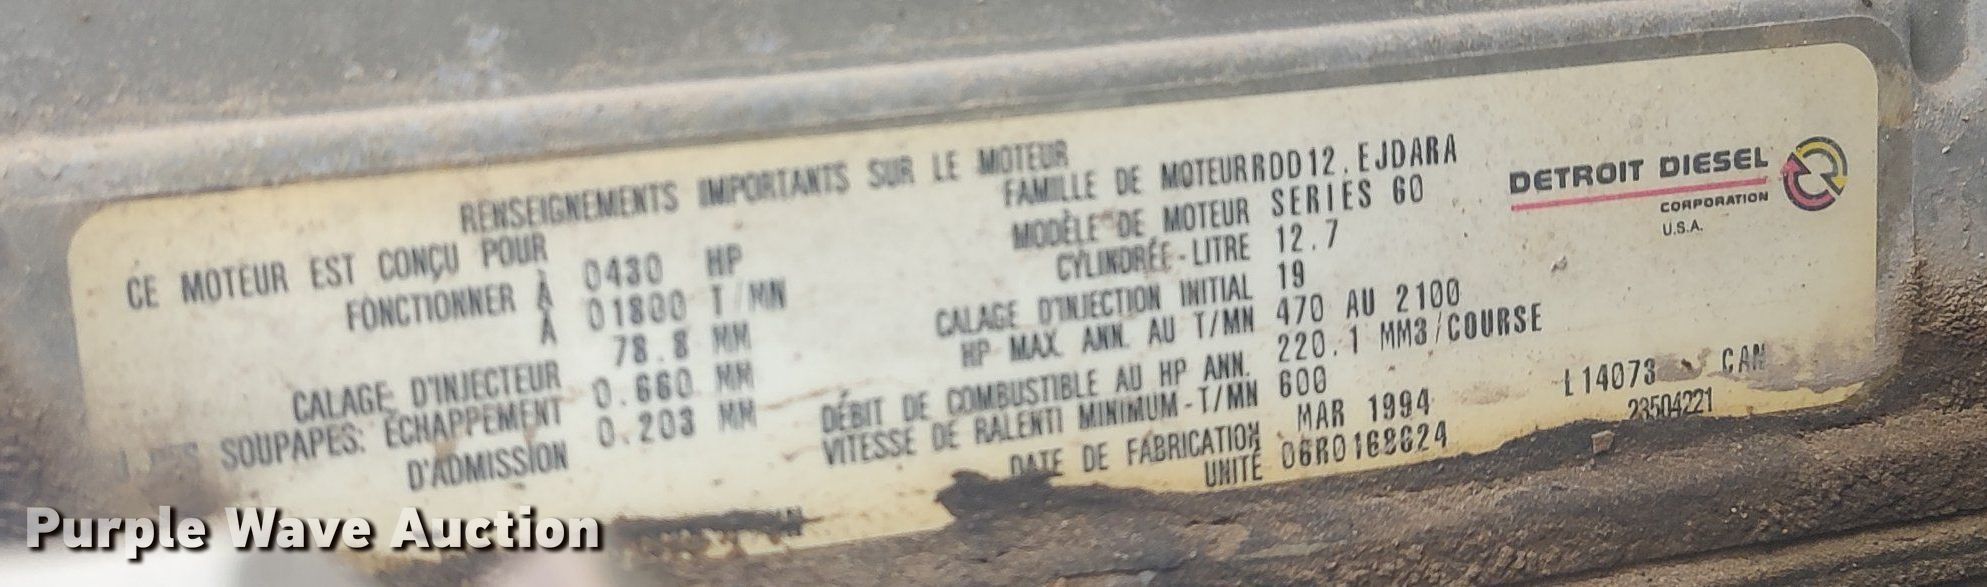 RENSEIGNEMENTS IMPORTANTS SUR LE MOTEUR
CE MOTEUR EST CONÇU POUR
FONCTIONNER À 0430 HP
À 01800 T/MN
CALAGE D'INJECTEUR 78.8 MM
SOUPAPES: ÉCHAPPEMENT 0.660 MM
D'ADMISSION 0.203 MM
FAMILLE DE MOTEUR RDD12.EJDARA
MODÈLE DE MOTEUR SERIES 60
CYLINDRÉE-LITRE 12.7
CALAGE D'INJECTION INITIAL 19
HP MAX. ANN. AU T/MN 470 AU 2100
DÉBIT DE COMBUSTIBLE AU HP ANN. 220.1 MM3/COURSE
VITESSE DE RALENTI MINIMUM-T/MN 600
DATE DE FABRICATION MAR 1994
UNITÉ
DETROIT DIESEL
CORPORATION
U.S.A.
L14073 CAN
23504221
Purple Wave Auction